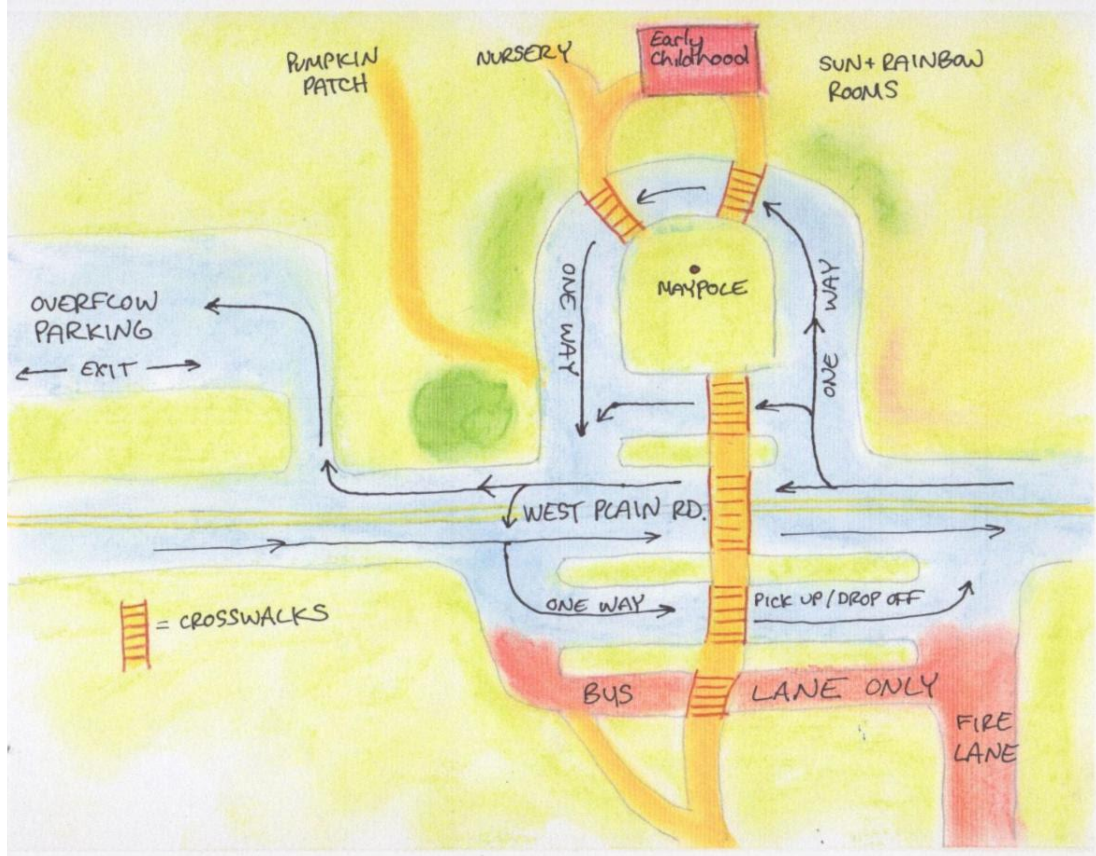 PUMPKIN
PATCH
NURSERY
Early
Childhood
SUN + RAINBOW
ROOMS
MAYPOLE
ONE WAY
ONE WAY
OVERFLOW
PARKING
EXIT
WEST PLAIN RD.
= CROSSWALKS
ONE WAY
PICK UP / DROP OFF
BUS
LANE ONLY
FIRE
LANE